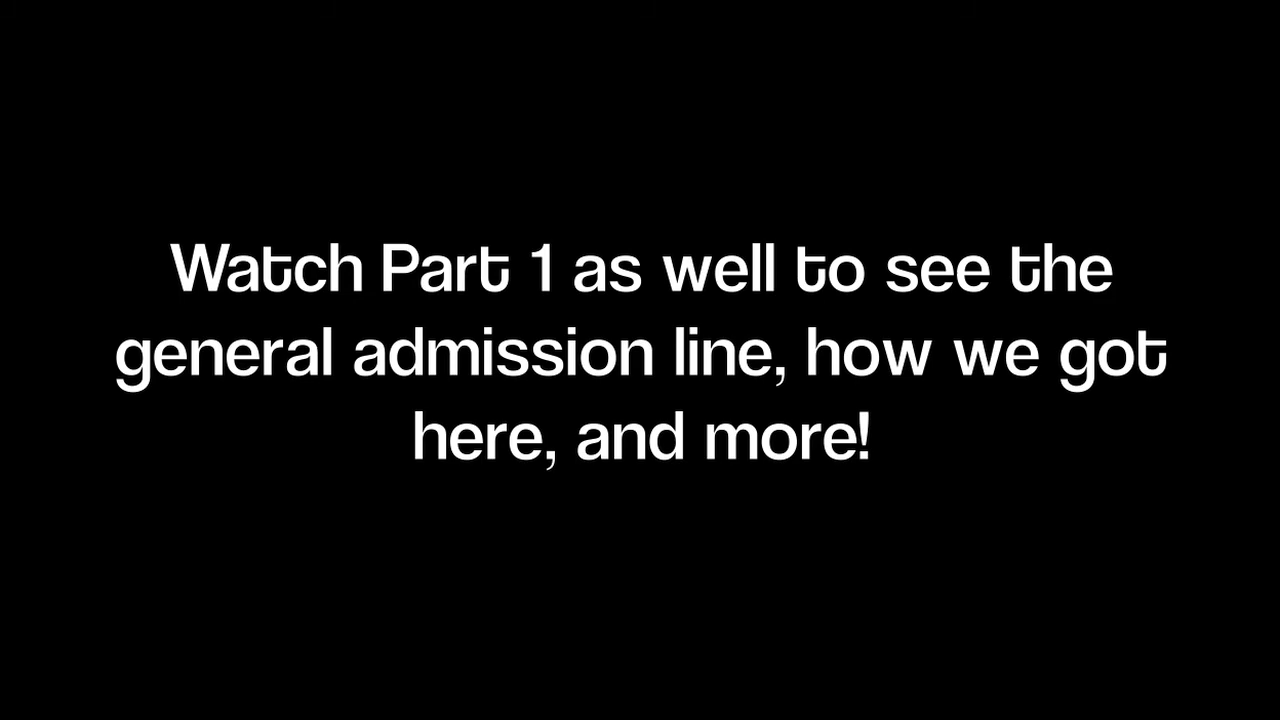 Watch Part 1 as well to see the
general admission line, how we got
here, and more!